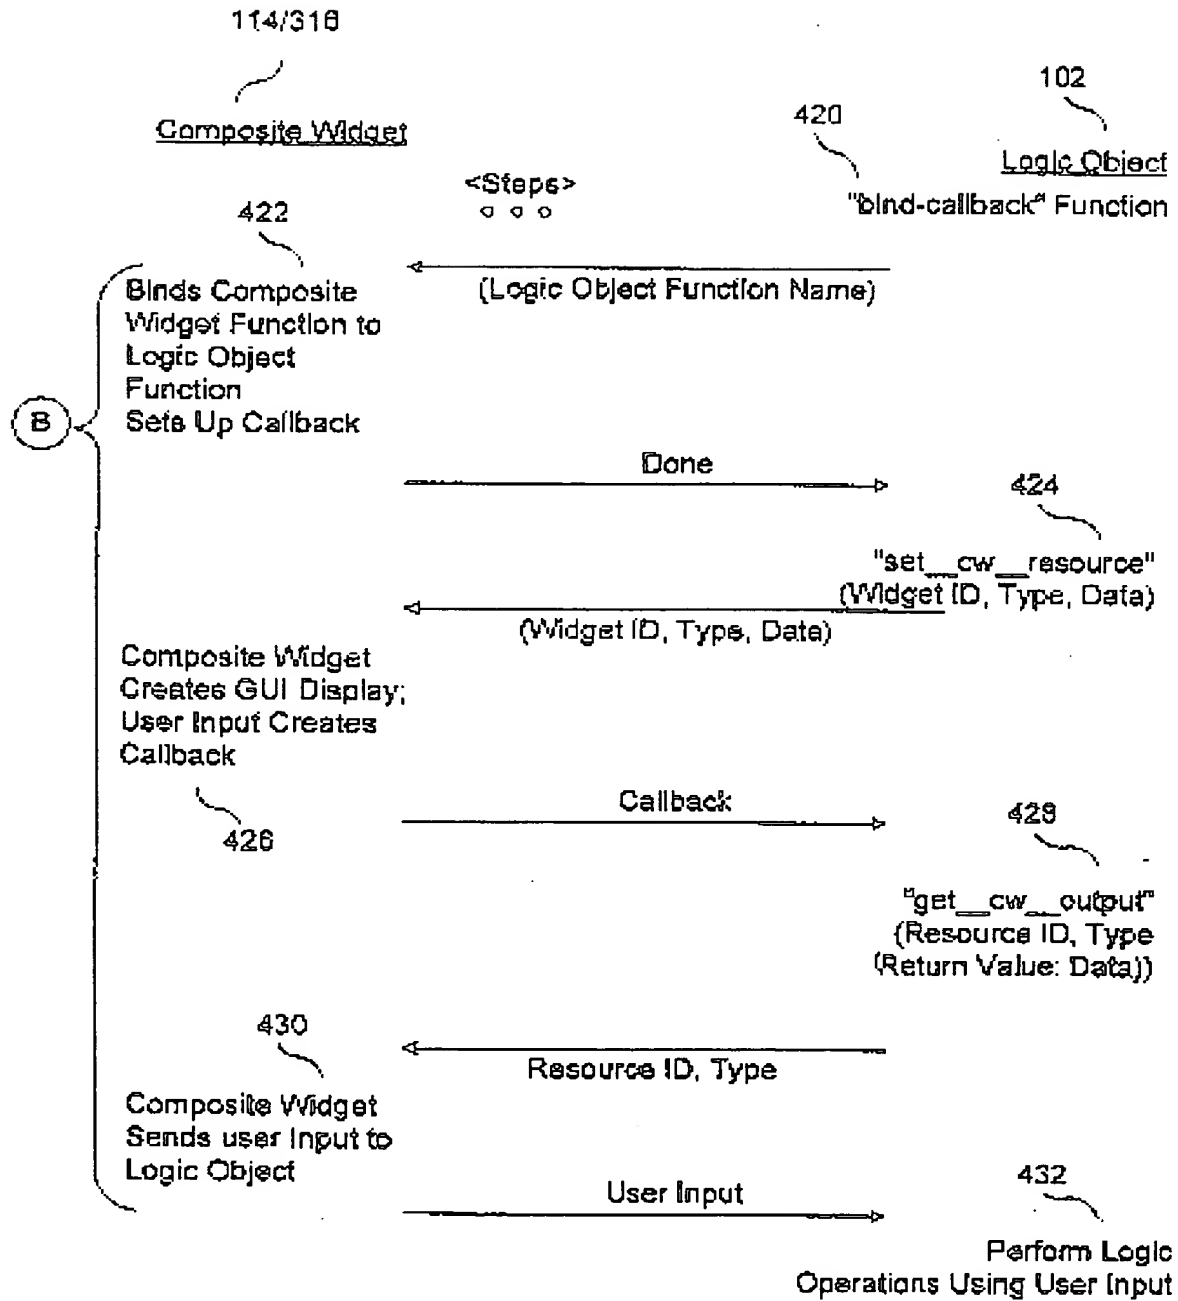 114/316
102
420
Composite Widget
Logic Object
<Steps>
"bind-callback" Function
422
Binds Composite
Widget Function to
Logic Object
Function
Sets Up Callback
(Logic Object Function Name)
B
Done
424
"set__cw__resource"
(Widget ID, Type, Data)
(Widget ID, Type, Data)
Composite Widget
Creates GUI Display;
User Input Creates
Callback
426
Callback
428
"get__cw__output"
(Resource ID, Type
(Return Value: Data))
430
Resource ID, Type
Composite Widget
Sends user Input to
Logic Object
User Input
432
Perform Logic
Operations Using User Input